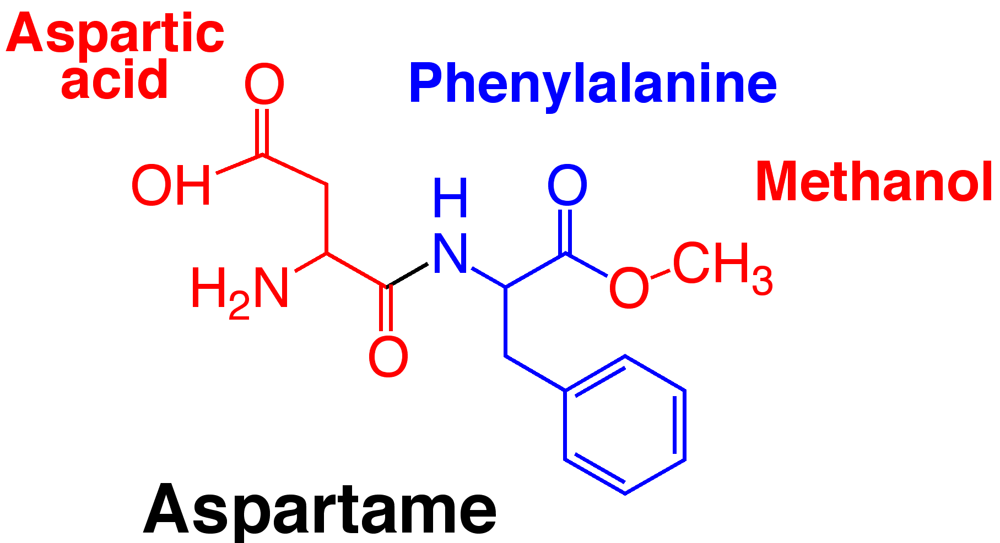 Aspartic
acid
O
Phenylalanine
OH
H
O
Methanol
H₂N
N
O
CH₃
O
Aspartame